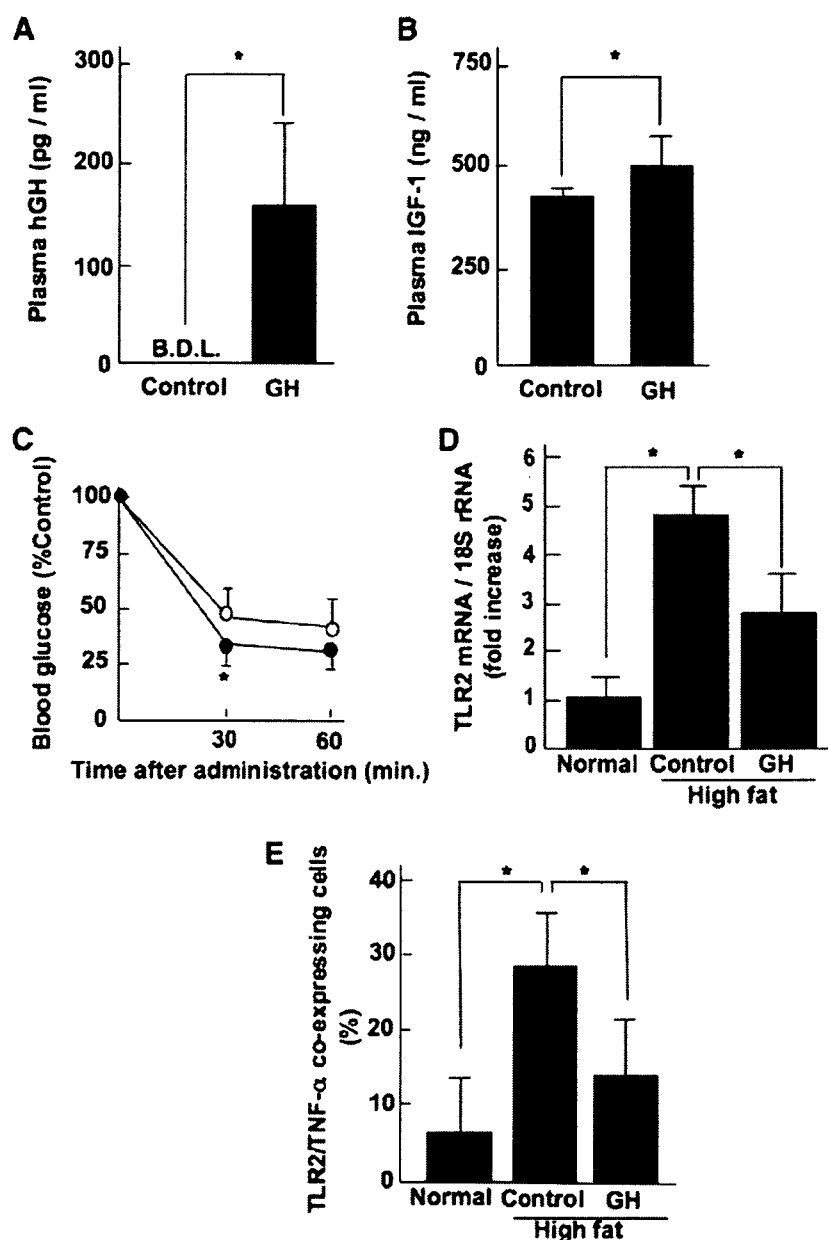 A
Plasma hGH (pg / ml)
300
*
200
100
0
B.D.L.
Control GH
B
Plasma IGF-1 (ng / ml)
750
*
500
250
0
Control GH
C
Blood glucose (%Control)
100
75
50
25
0
*
30 60
Time after administration (min.)
D
TLR2 mRNA / 18S rRNA
(fold increase)
6
5
4
3
2
1
0
* *
Normal Control GH
High fat
E
TLR2/TNF-α co-expressing cells
(%)
40
30
20
10
0
* *
Normal Control GH
High fat